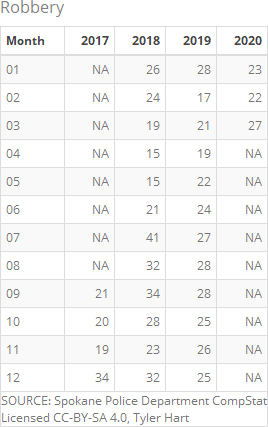 Robbery
Month 2017 2018 2019 2020
01 NA 26 28 23
02 NA 24 17 22
03 NA 19 21 27
04 NA 15 19 NA
05 NA 15 22 NA
06 NA 21 24 NA
07 NA 41 27 NA
08 NA 32 28 NA
09 21 34 28 NA
10 20 28 25 NA
11 19 23 26 NA
12 34 32 25 NA
SOURCE: Spokane Police Department CompStat
Licensed CC-BY-SA 4.0, Tyler Hart